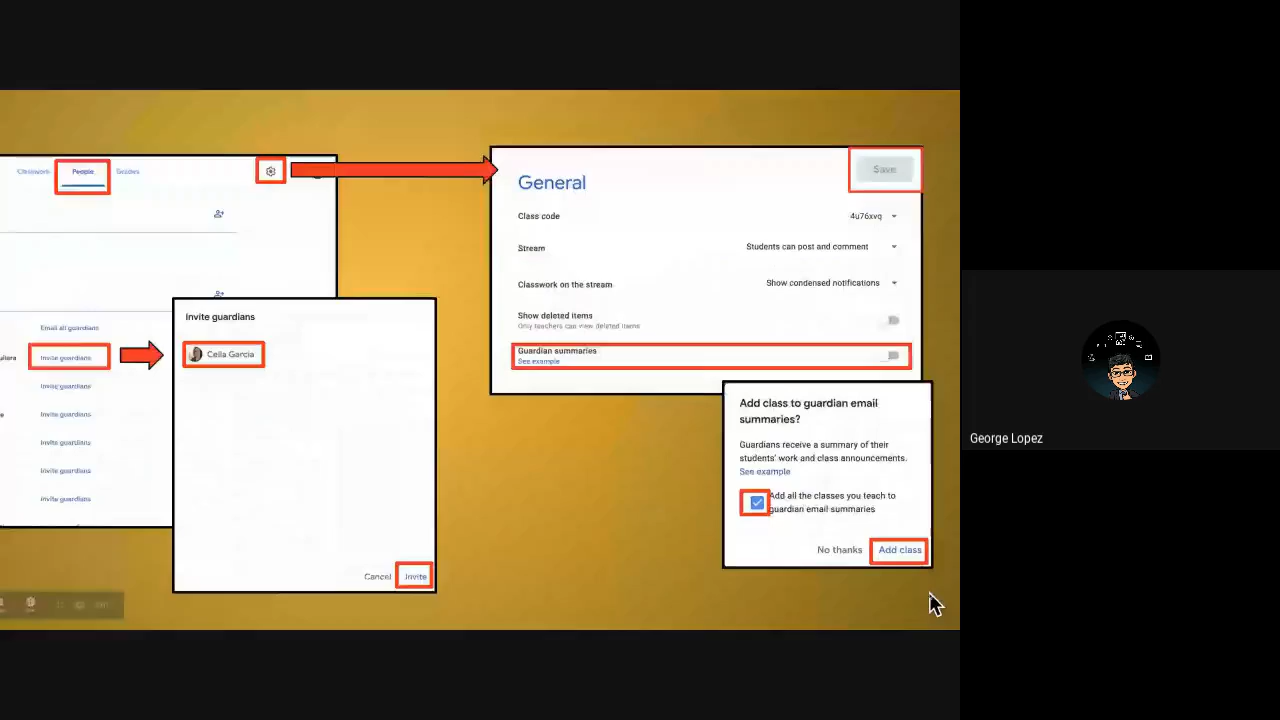 Classwork People Grades
Email all guardians
Invite guardians
Invite guardians
Invite guardians
Invite guardians
Invite guardians
Invite guardians
Invite guardians
Celia Garcia
Cancel Invite
General
Save
Class code 4u76xvq
Stream Students can post and comment
Classwork on the stream Show condensed notifications
Show deleted items
Only teachers can view deleted items
Guardian summaries
See example
Add class to guardian email
summaries?
Guardians receive a summary of their
students' work and class announcements.
See example
Add all the classes you teach to
guardian email summaries
No thanks Add class
George Lopez